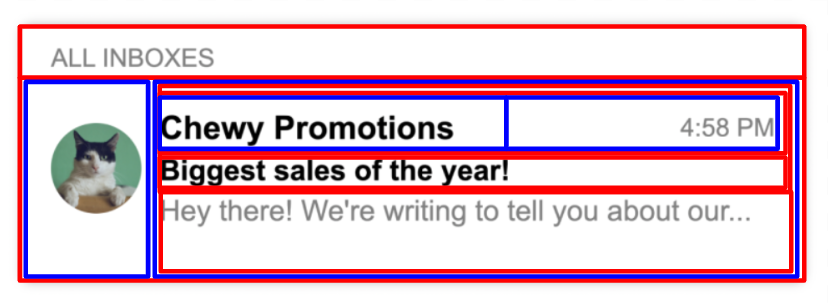 ALL INBOXES
Chewy Promotions 4:58 PM
Biggest sales of the year!
Hey there! We're writing to tell you about our...